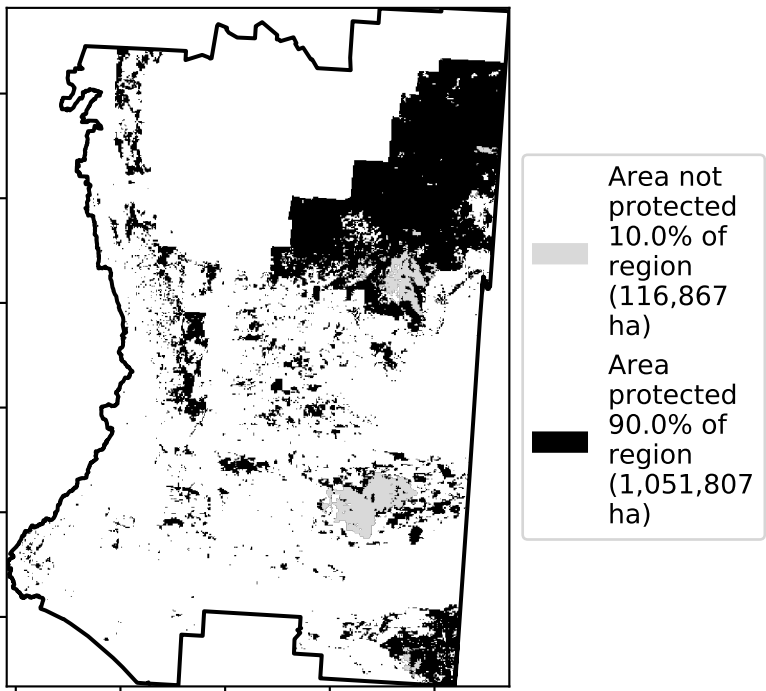 Area not
protected
10.0% of
region
(116,867
ha)
Area
protected
90.0% of
region
(1,051,807
ha)